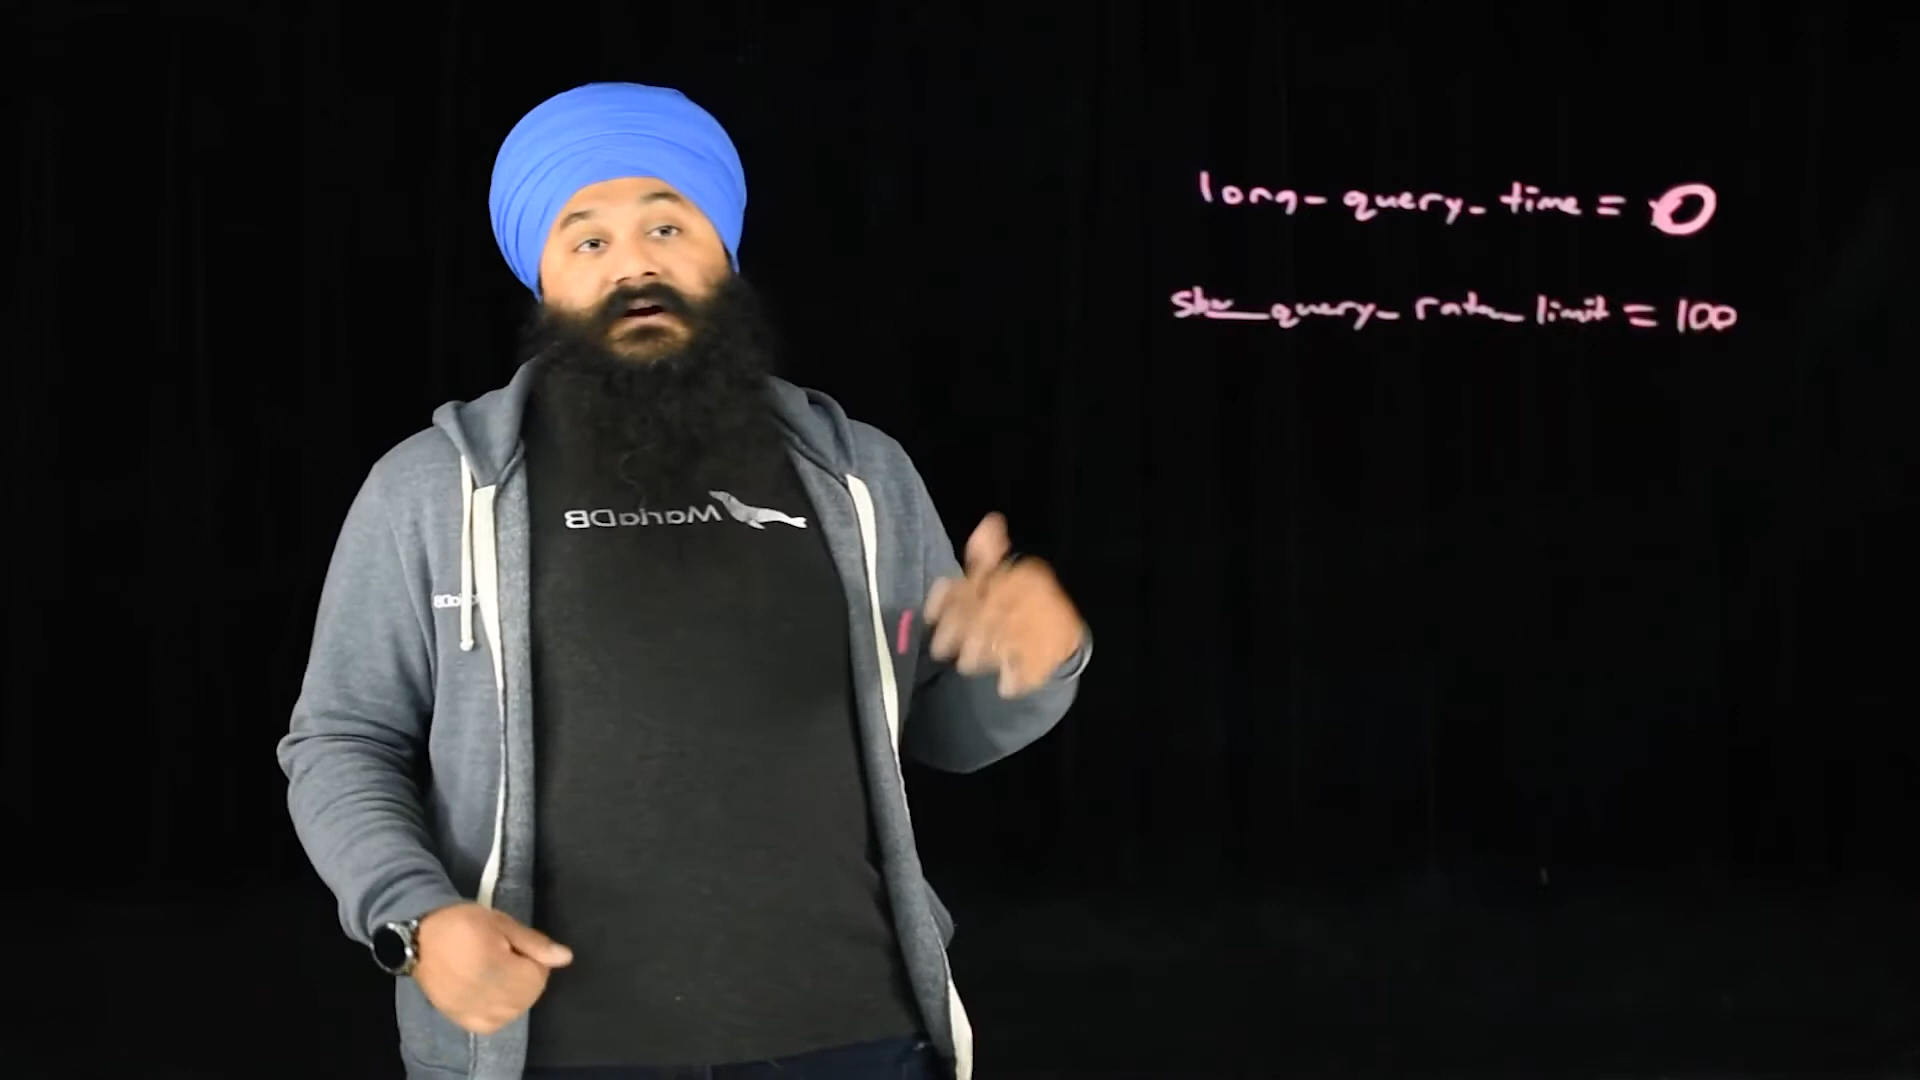 long_query_time = 0
slow_query_rate_limit = 100
MariaDB